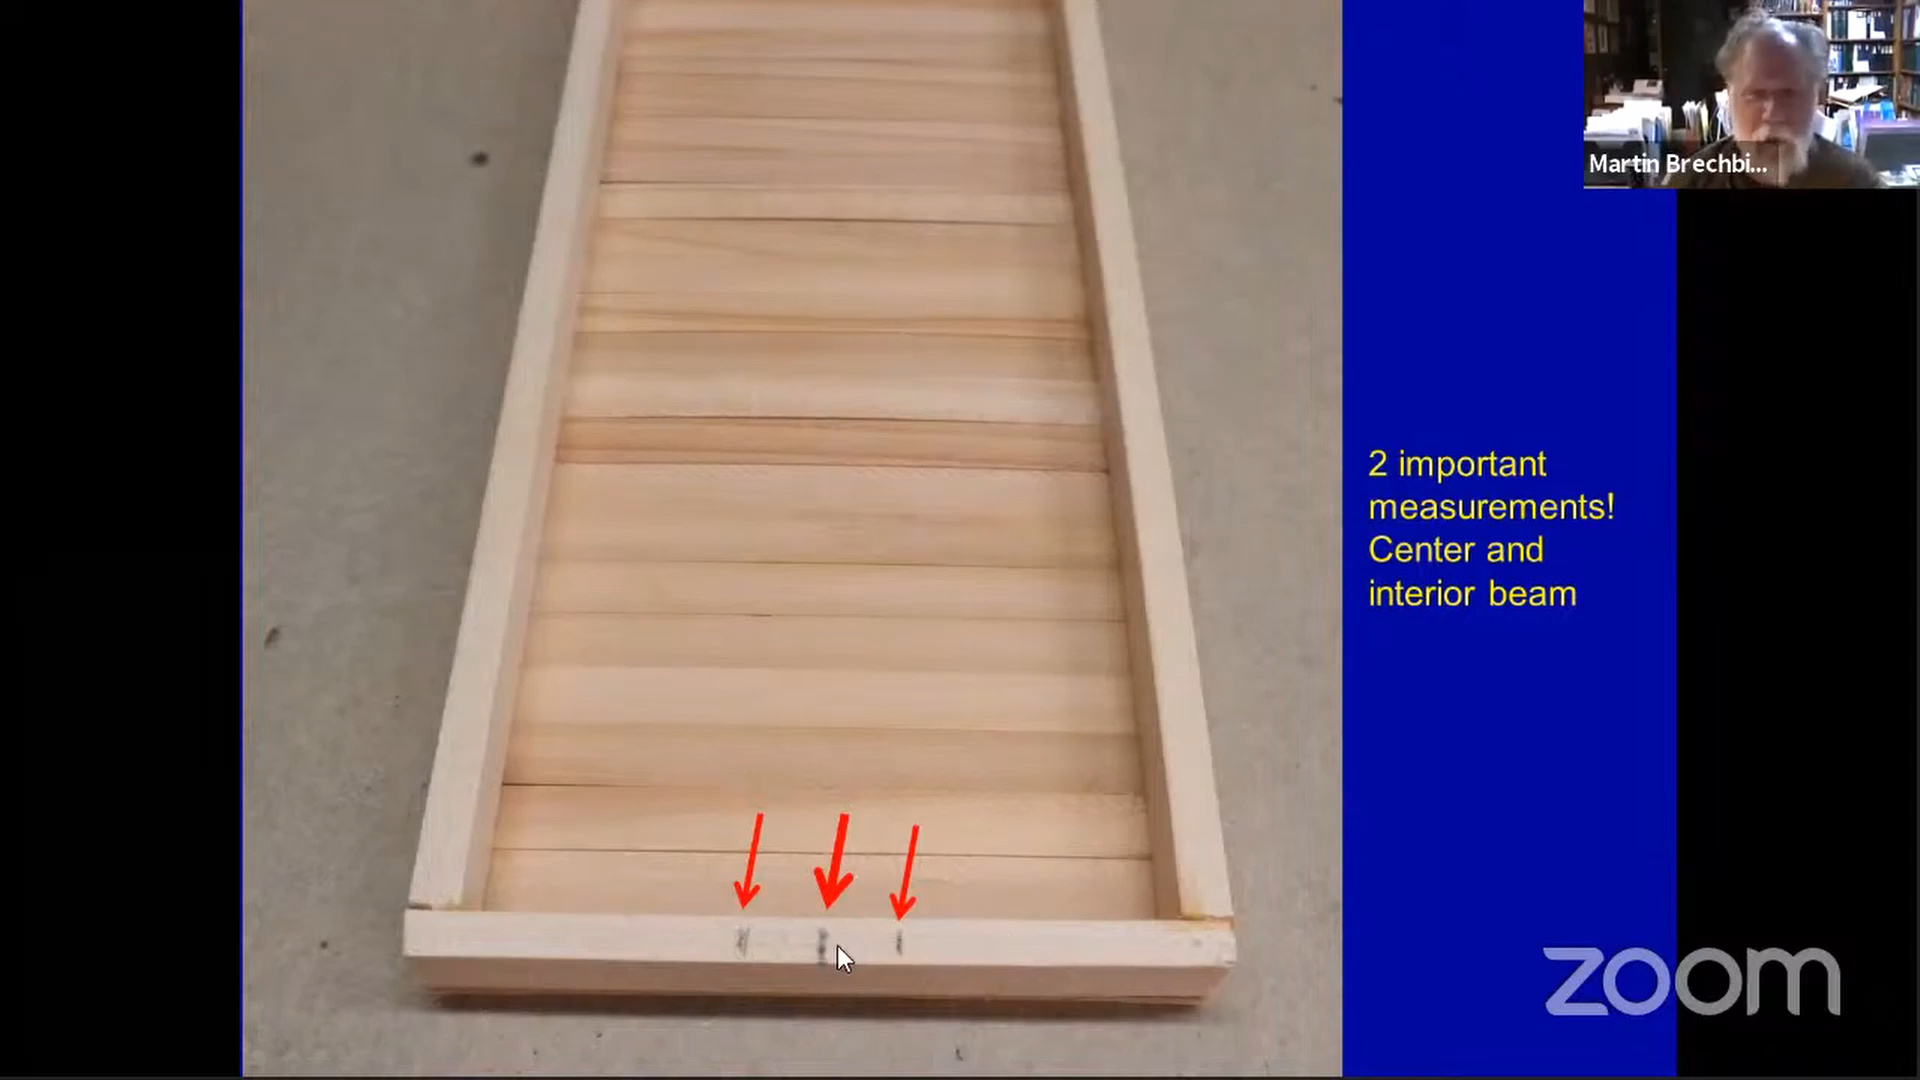 Martin Brechbi...
2 important
measurements!
Center and
interior beam
zoom